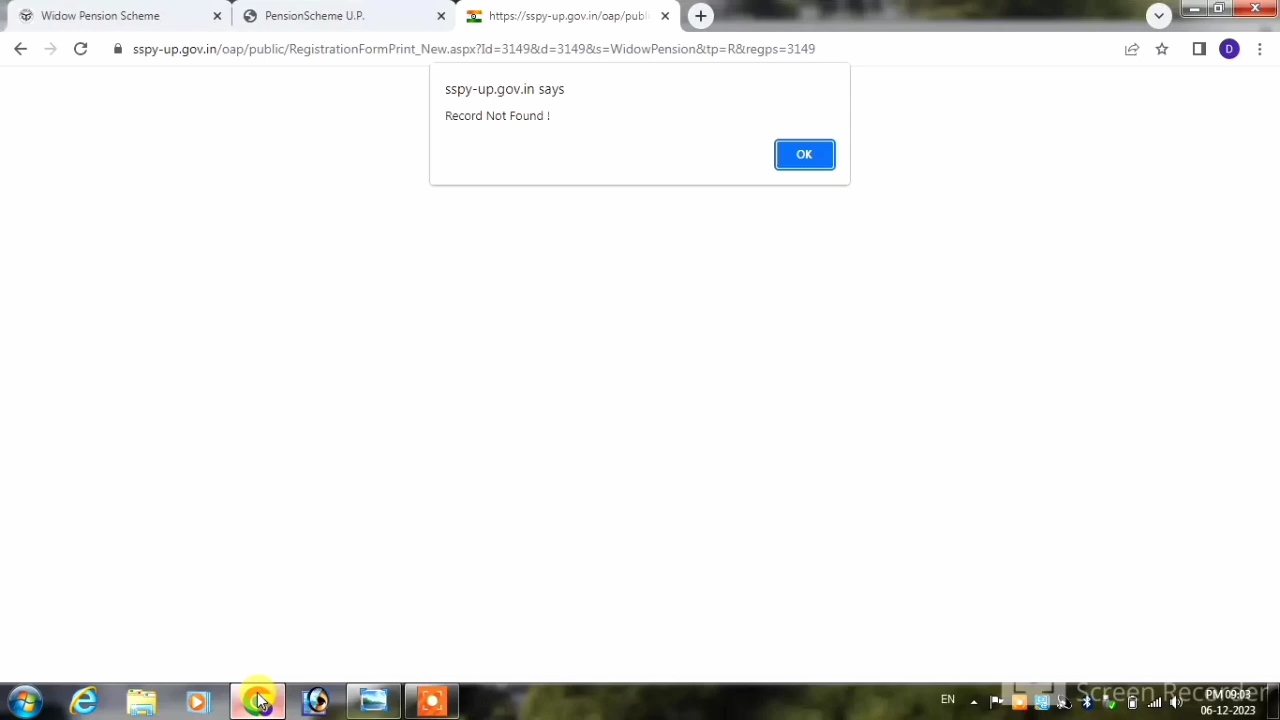 Widow Pension Scheme
PensionScheme U.P.
https://sspy-up.gov.in/oap/publ
sspy-up.gov.in/oap/public/RegistrationFormPrint_New.aspx?Id=3149&d=3149&s=WidowPension&tp=R&regps=3149
D
sspy-up.gov.in says
Record Not Found !
OK
EN
Screen Recorder
PM 09:03
06-12-2023